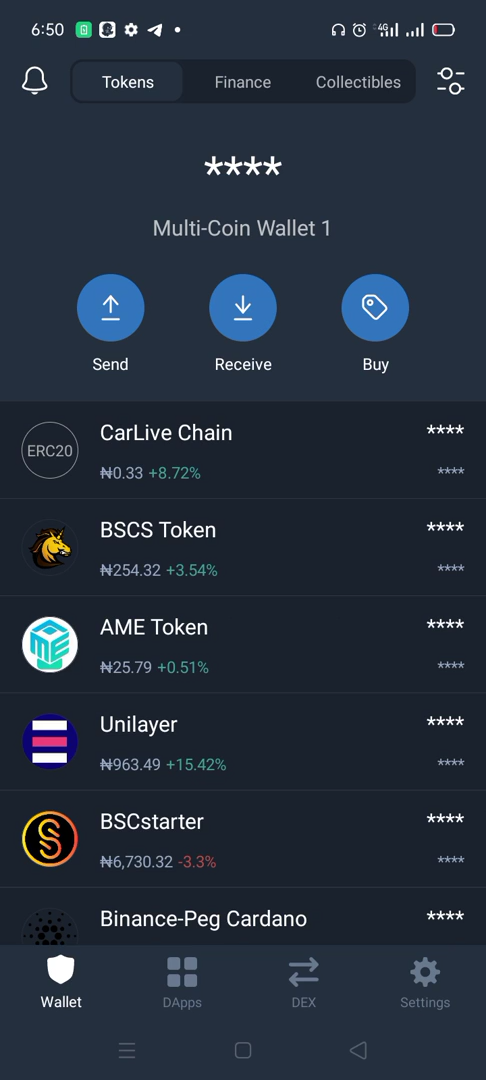 6:50
4G
Tokens
Finance
Collectibles
****
Multi-Coin Wallet 1
Send
Receive
Buy
ERC20
CarLive Chain
****
₦0.33 +8.72%
****
BSCS Token
****
₦254.32 +3.54%
****
AME
AME Token
****
₦25.79 +0.51%
****
Unilayer
****
₦963.49 +15.42%
****
BSCstarter
****
₦6,730.32 -3.3%
****
Binance-Peg Cardano
****
Wallet
DApps
DEX
Settings